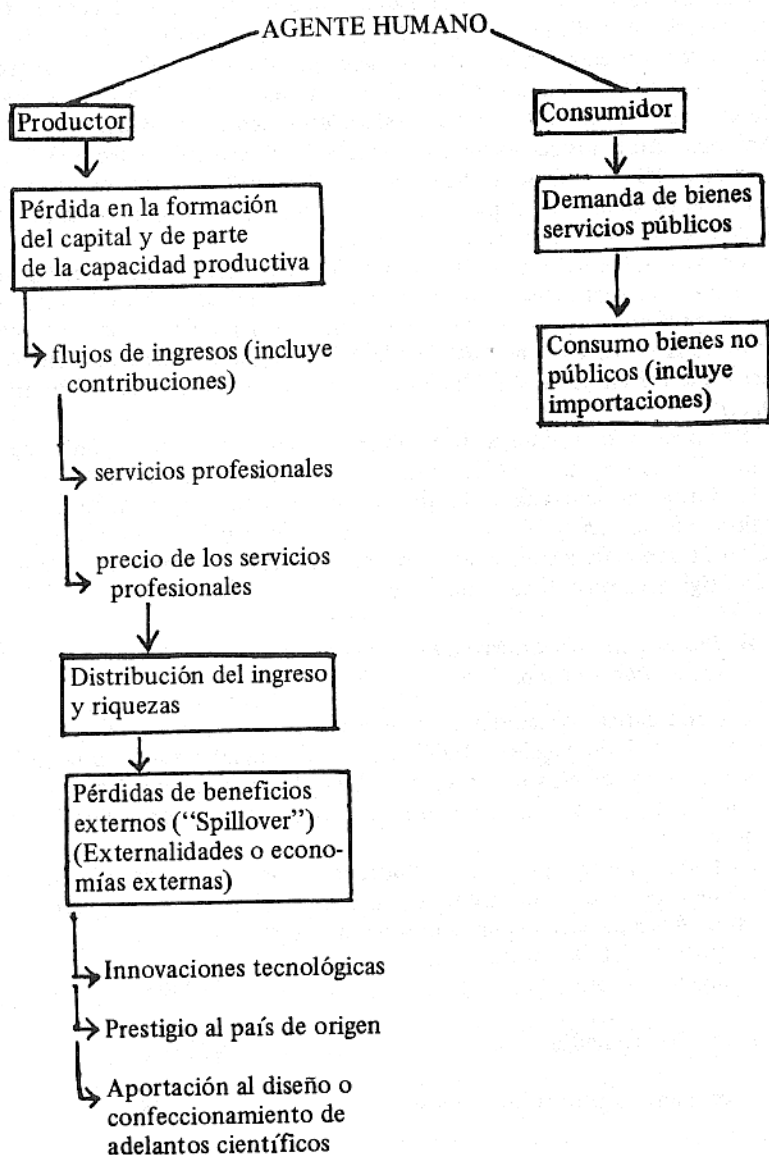 AGENTE HUMANO
Productor
Pérdida en la formación
del capital y de parte
de la capacidad productiva
flujos de ingresos (incluye
contribuciones)
servicios profesionales
precio de los servicios
profesionales
Distribución del ingreso
y riquezas
Pérdidas de beneficios
externos (“Spillover”)
(Externalidades o econo-
mías externas)
Innovaciones tecnológicas
Prestigio al país de origen
Aportación al diseño o
confeccionamiento de
adelantos científicos
Consumidor
Demanda de bienes
servicios públicos
Consumo bienes no
públicos (incluye
importaciones)